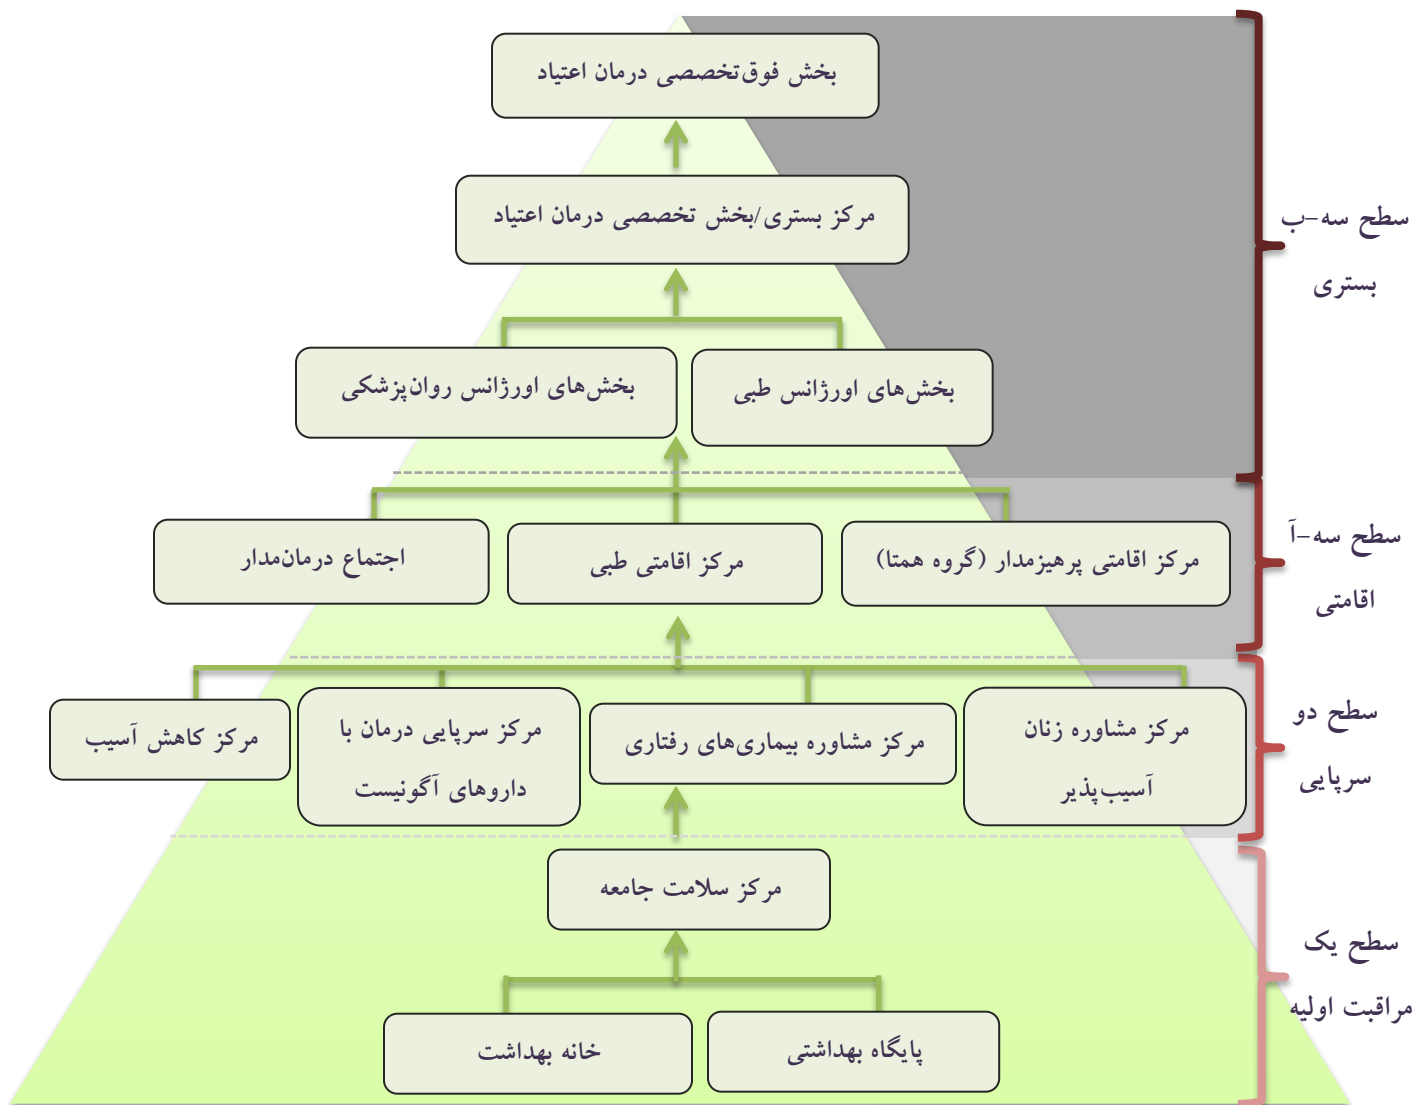 بخش فوق‌تخصصی درمان اعتیاد
مرکز بستری/بخش تخصصی درمان اعتیاد
سطح سه–ب
بستری
بخش‌های اورژانس طبی
بخش‌های اورژانس روان‌پزشکی
سطح سه–آ
اقامتی
مرکز اقامتی پرهیزمدار (گروه همتا)
مرکز اقامتی طبی
اجتماع درمان‌مدار
سطح دو
سرپایی
مرکز مشاوره زنان
آسیب‌پذیر
مرکز مشاوره بیماری‌های رفتاری
مرکز سرپایی درمان با
داروهای آگونیست
مرکز کاهش آسیب
مرکز سلامت جامعه
سطح یک
مراقبت اولیه
پایگاه بهداشتی
خانه بهداشت